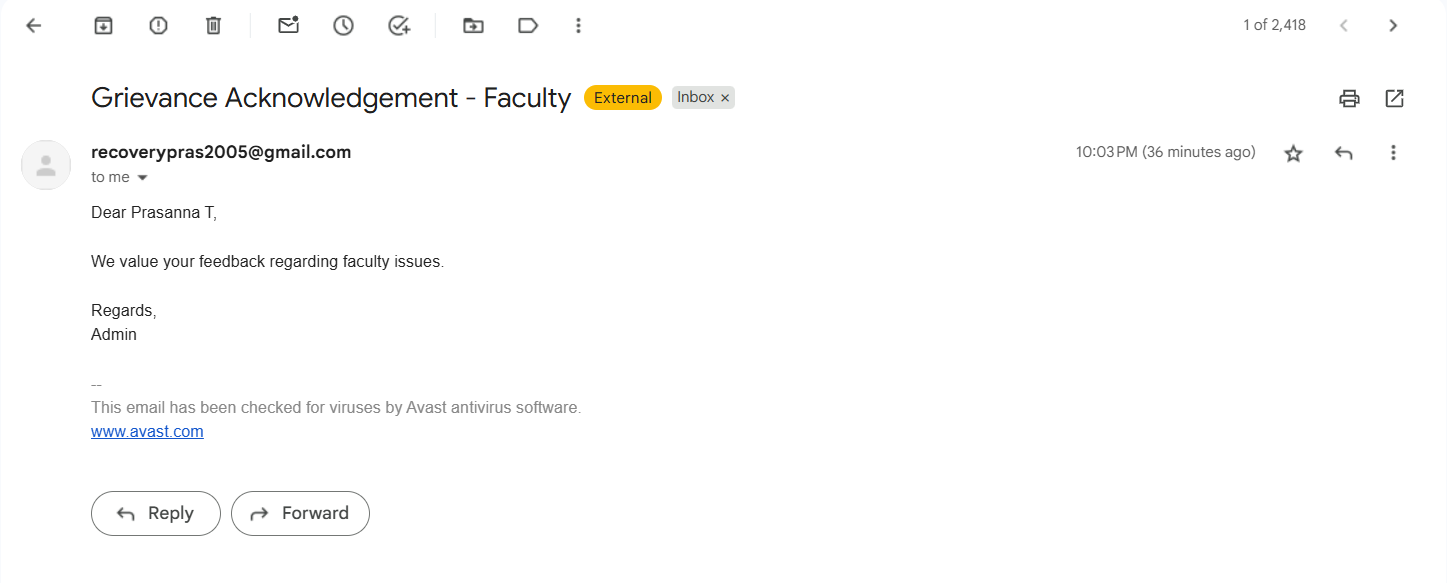 1 of 2,418
Grievance Acknowledgement - Faculty External Inbox ×
recoverypras2005@gmail.com 10:03 PM (36 minutes ago)
to me
Dear Prasanna T,
We value your feedback regarding faculty issues.
Regards,
Admin
--
This email has been checked for viruses by Avast antivirus software.
www.avast.com
Reply Forward